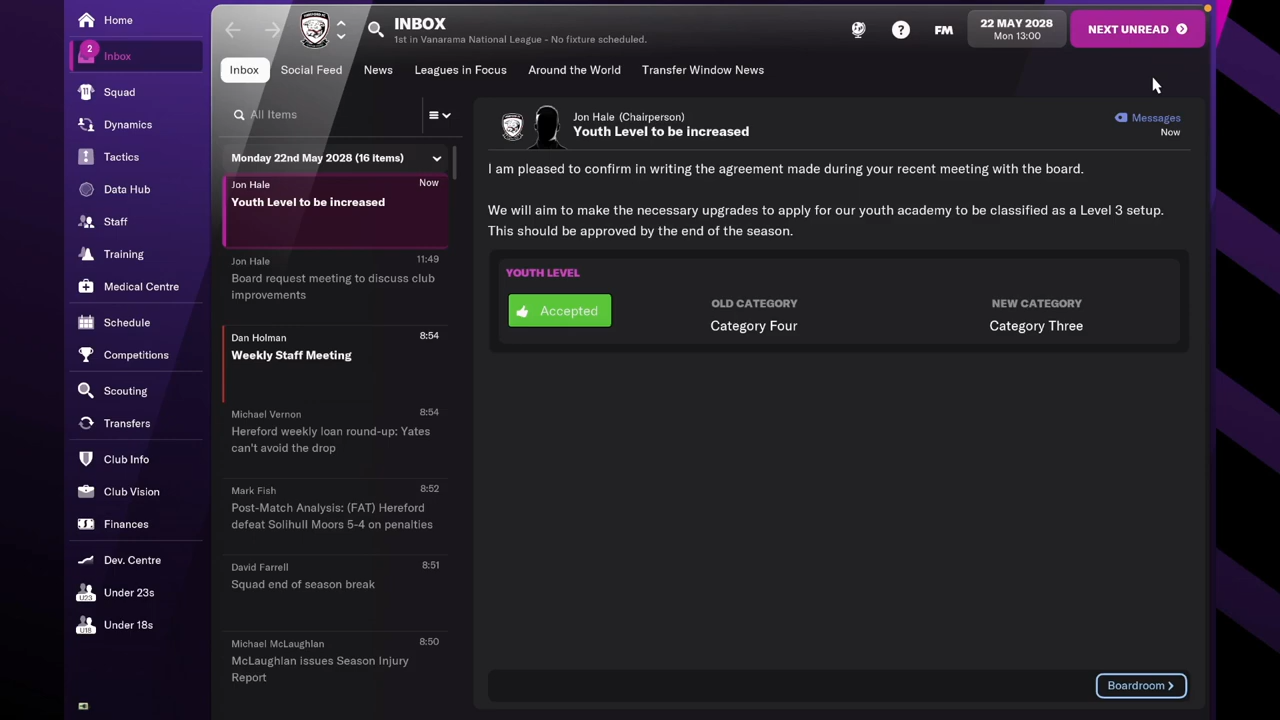 Home
2
Inbox
Squad
Dynamics
Tactics
Data Hub
Staff
Training
Medical Centre
Schedule
Competitions
Scouting
Transfers
Club Info
Club Vision
Finances
Dev. Centre
U23
Under 23s
U18
Under 18s
INBOX
1st in Vanarama National League - No fixture scheduled.
?
FM
22 MAY 2028
Mon 13:00
NEXT UNREAD
Inbox
Social Feed
News
Leagues in Focus
Around the World
Transfer Window News
All Items
Monday 22nd May 2028 (16 items)
Jon Hale
Now
Youth Level to be increased
Jon Hale
11:49
Board request meeting to discuss club
improvements
Dan Holman
8:54
Weekly Staff Meeting
Michael Vernon
8:54
Hereford weekly loan round-up: Yates
can't avoid the drop
Mark Fish
8:52
Post-Match Analysis: (FAT) Hereford
defeat Solihull Moors 5-4 on penalties
David Farrell
8:51
Squad end of season break
Michael McLaughlan
8:50
McLaughlan issues Season Injury
Report
Jon Hale (Chairperson)
Youth Level to be increased
Messages
Now
I am pleased to confirm in writing the agreement made during your recent meeting with the board.
We will aim to make the necessary upgrades to apply for our youth academy to be classified as a Level 3 setup.
This should be approved by the end of the season.
YOUTH LEVEL
Accepted
OLD CATEGORY
Category Four
NEW CATEGORY
Category Three
Boardroom >